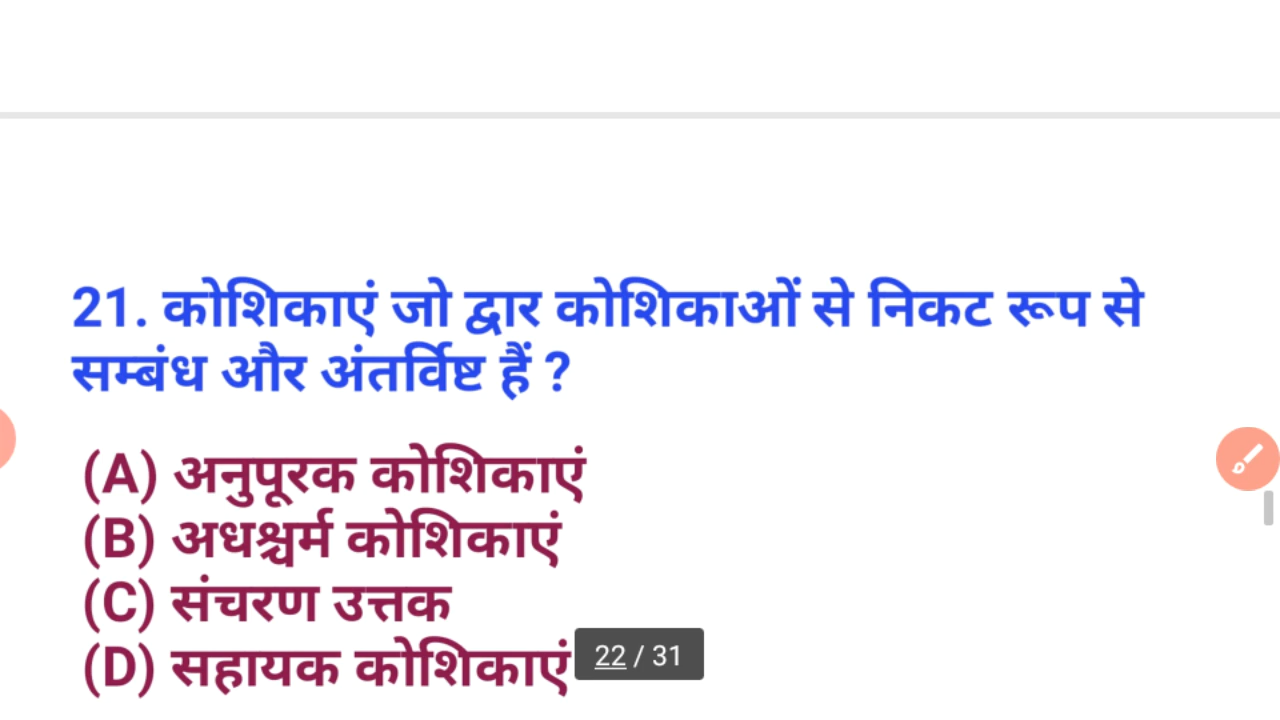 21. कोशिकाएं जो द्वार कोशिकाओं से निकट रूप से
सम्बंध और अंतर्विष्ट हैं ?
(A) अनुपूरक कोशिकाएं
(B) अधश्चर्म कोशिकाएं
(C) संचरण उत्तक
(D) सहायक कोशिकाएं
22 / 31